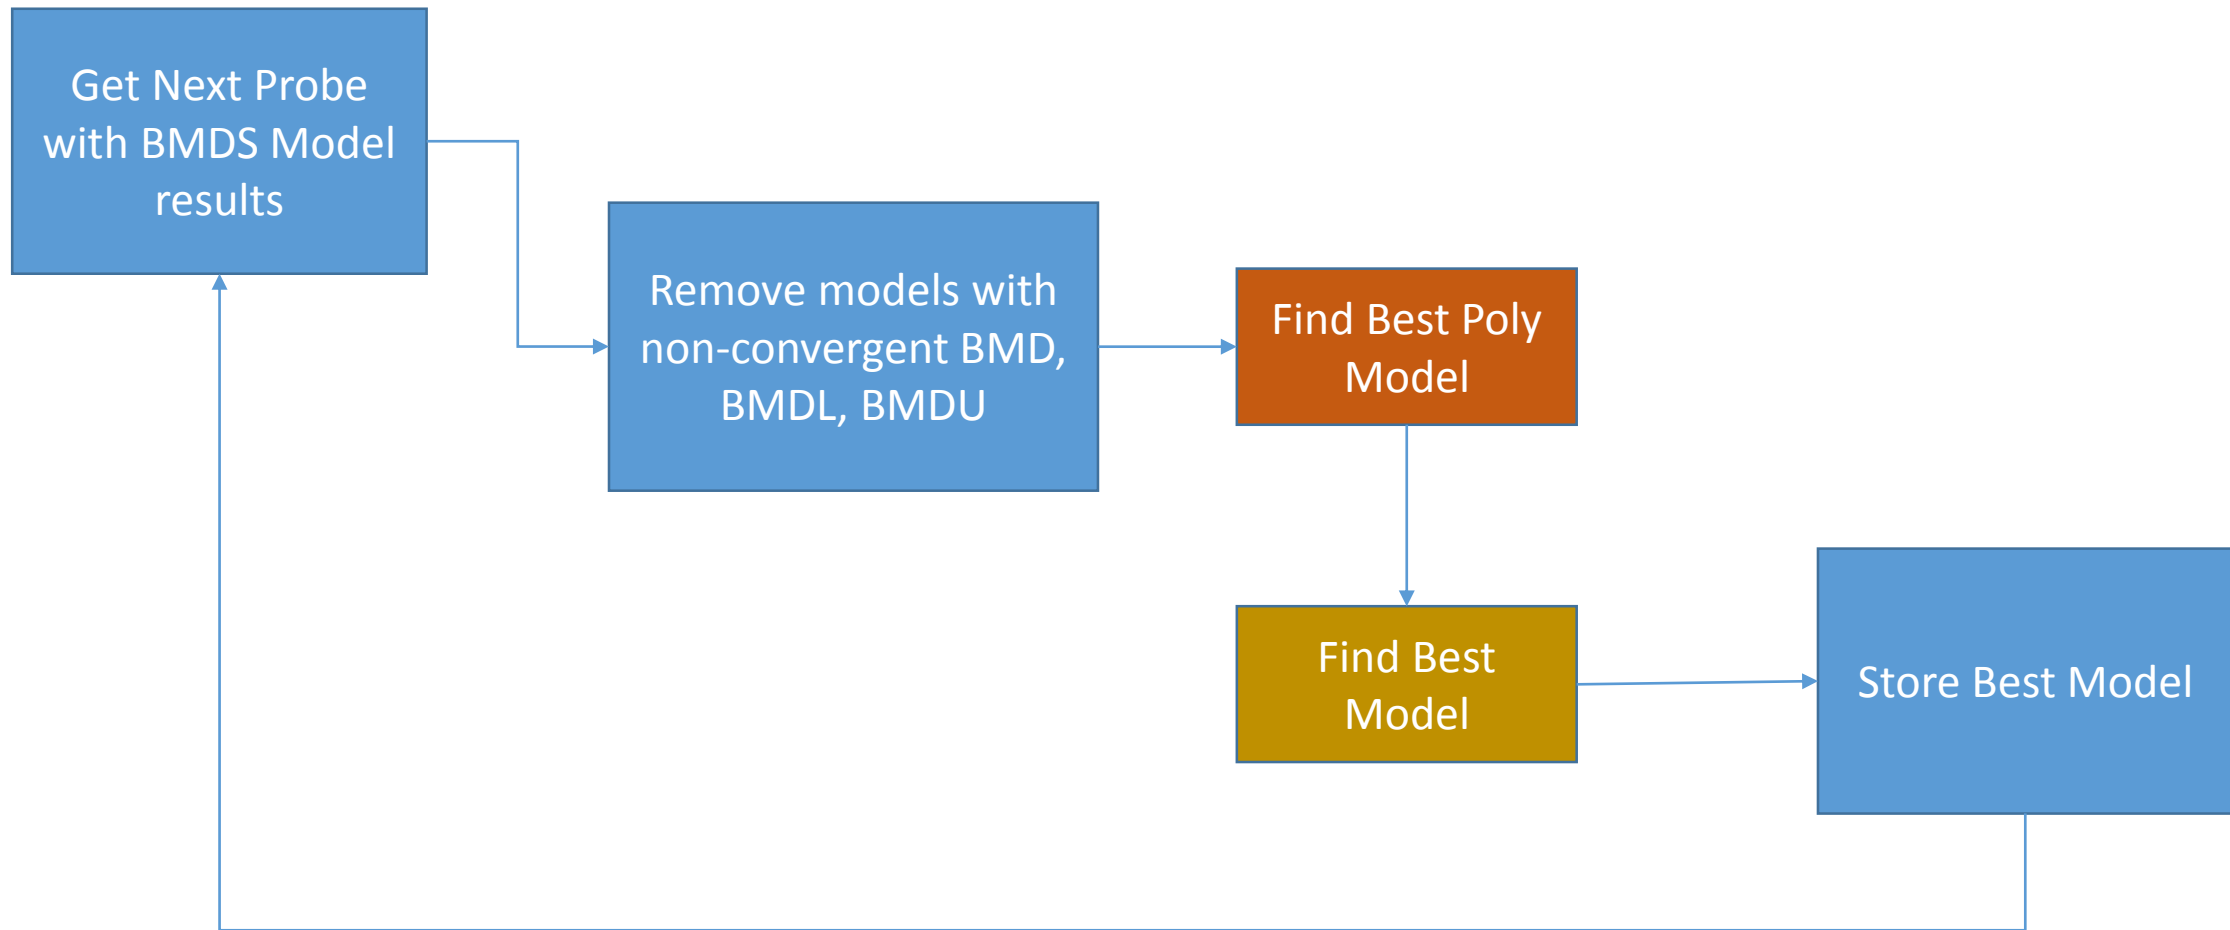 Get Next Probe
with BMDS Model
results
Remove models with
non-convergent BMD,
BMDL, BMDU
Find Best Poly
Model
Find Best
Model
Store Best Model